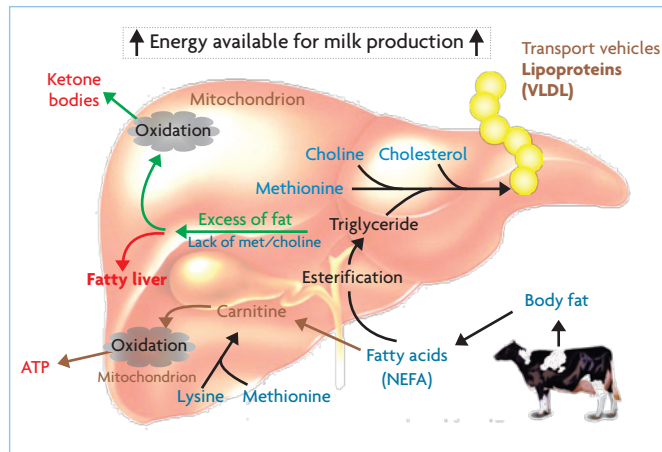 Energy available for milk production
Transport vehicles
Lipoproteins
(VLDL)
Ketone
bodies
Mitochondrion
Oxidation
Choline
Cholesterol
Methionine
Triglyceride
Excess of fat
Lack of met/choline
Fatty liver
Esterification
Carnitine
Body fat
Oxidation
Fatty acids
(NEFA)
ATP
Mitochondrion
Lysine
Methionine